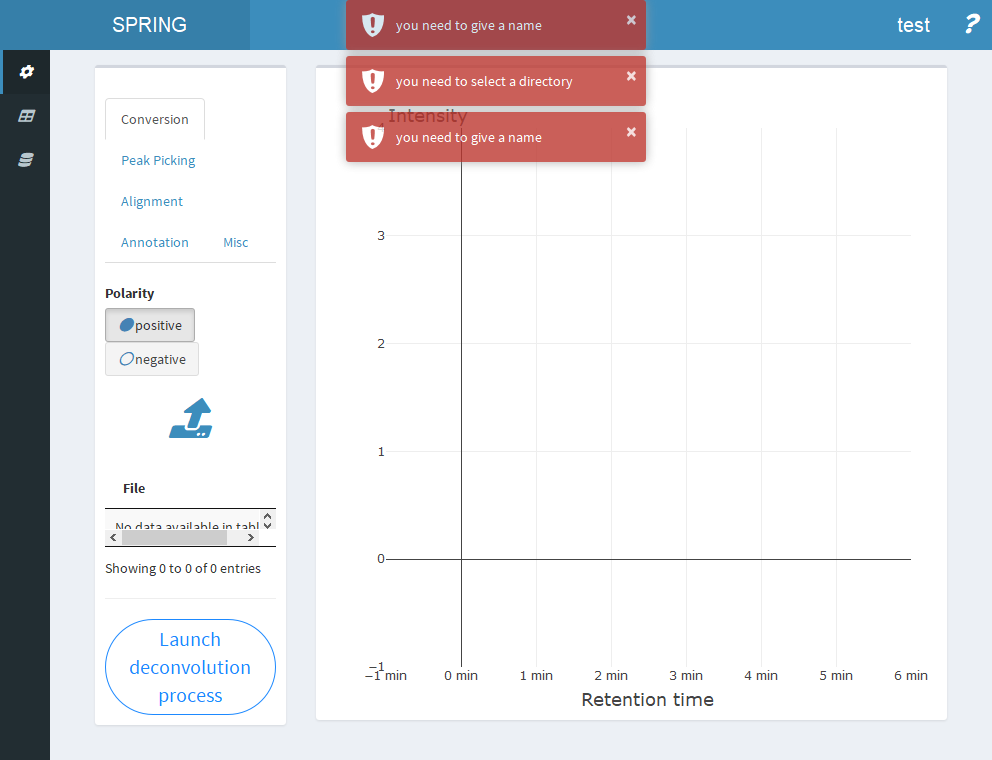 SPRING
test
?
you need to give a name
×
you need to select a directory
×
you need to give a name
×
Conversion
Peak Picking
Alignment
Annotation
Misc
Polarity
positive
negative
File
No data available in tabl
Showing 0 to 0 of 0 entries
Launch
deconvolution
process
Intensity
3
2
1
0
−1
−1 min
0 min
1 min
2 min
3 min
4 min
5 min
6 min
Retention time